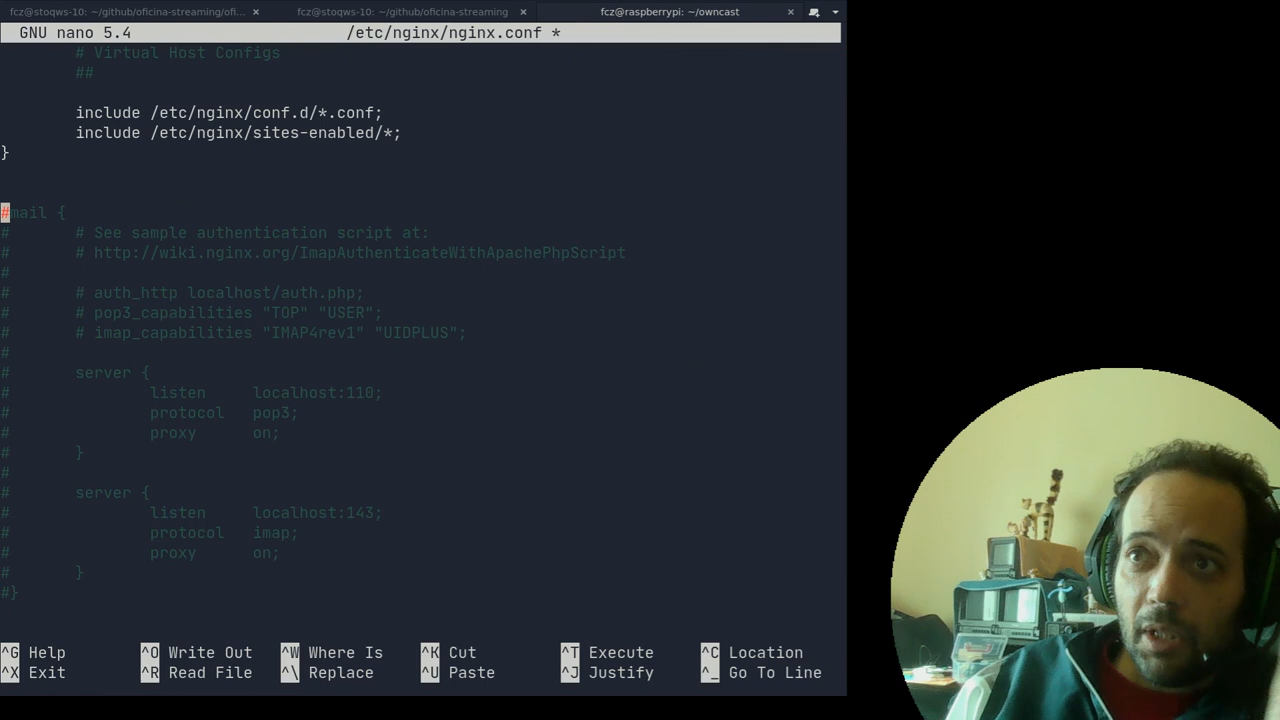 fcz@stoqws-10: ~/github/oficina-streaming/ofi... × fcz@stoqws-10: ~/github/oficina-streaming × fcz@raspberrypi: ~/owncast ×
GNU nano 5.4 /etc/nginx/nginx.conf *
# Virtual Host Configs
##
include /etc/nginx/conf.d/*.conf;
include /etc/nginx/sites-enabled/*;
}
#mail {
# # See sample authentication script at:
# # http://wiki.nginx.org/ImapAuthenticateWithApachePhpScript
#
# # auth_http localhost/auth.php;
# # pop3_capabilities "TOP" "USER";
# # imap_capabilities "IMAP4rev1" "UIDPLUS";
#
# server {
# listen localhost:110;
# protocol pop3;
# proxy on;
# }
#
# server {
# listen localhost:143;
# protocol imap;
# proxy on;
# }
#}
^G Help ^O Write Out ^W Where Is ^K Cut ^T Execute ^C Location
^X Exit ^R Read File ^\ Replace ^U Paste ^J Justify ^_ Go To Line